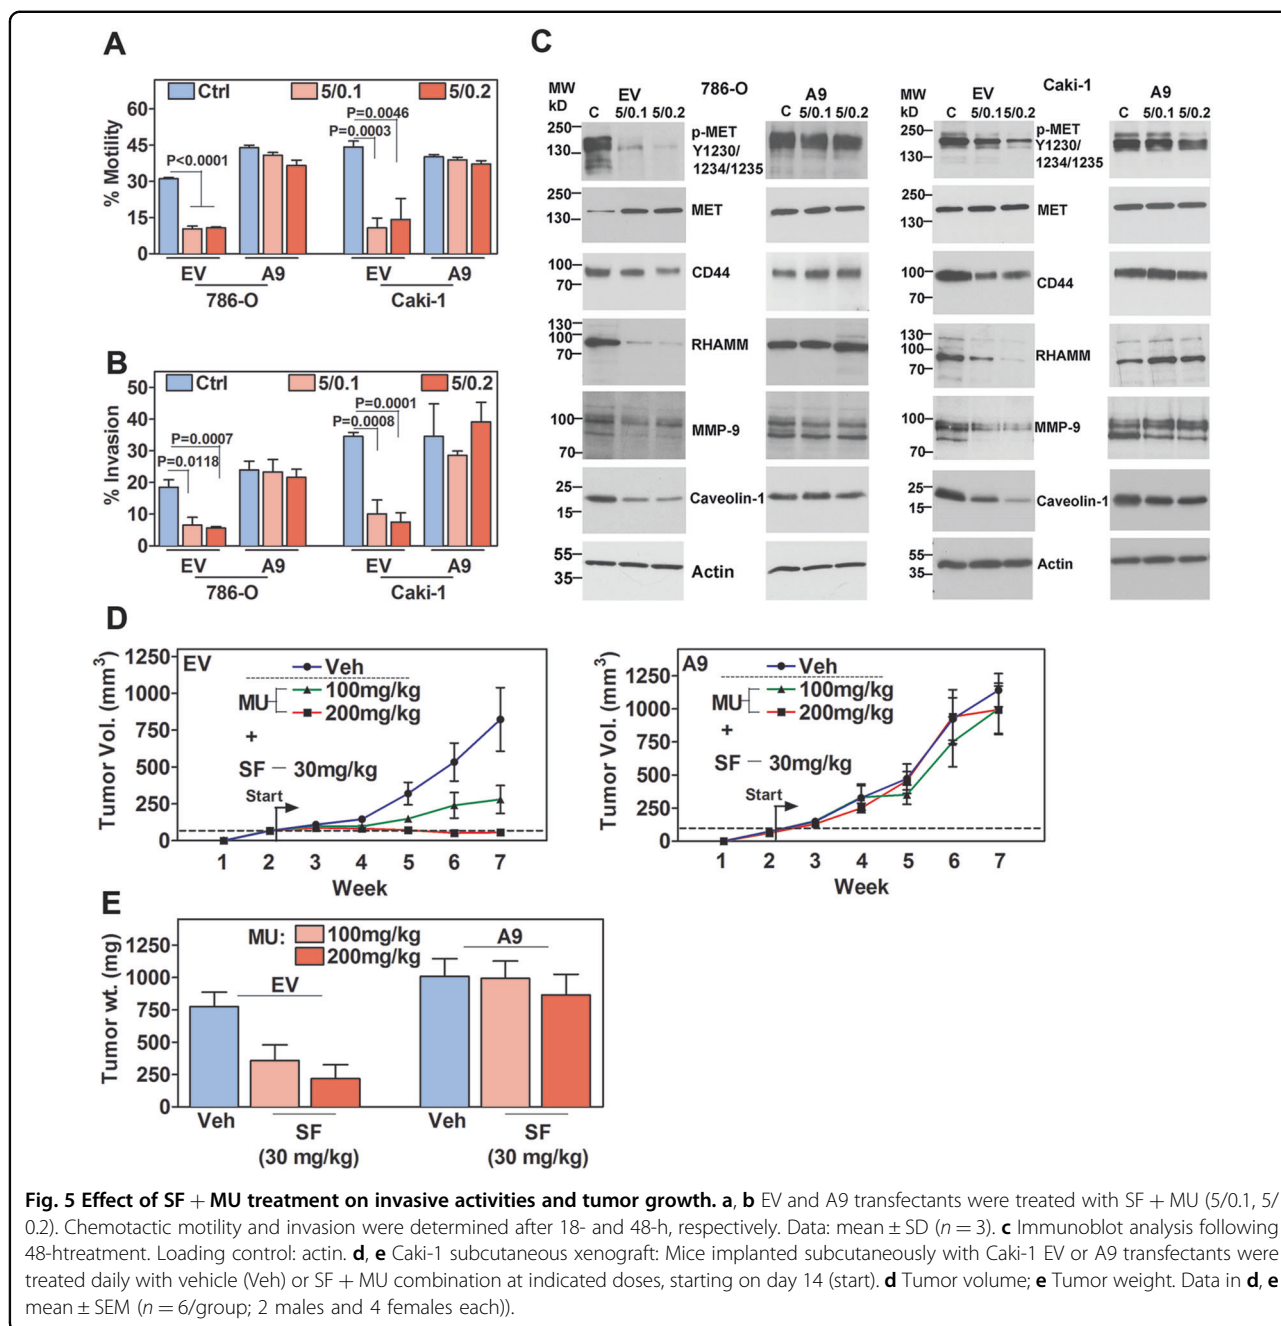 A
Ctrl 5/0.1 5/0.2
% Motility
60
45
30
15
0
P<0.0001
P=0.0003
P=0.0046
EV A9 EV A9
786-O Caki-1
B
Ctrl 5/0.1 5/0.2
% Invasion
50
40
30
20
10
0
P=0.0007
P=0.0118
P=0.0001
P=0.0008
EV A9 EV A9
786-O Caki-1
C
MW
kD
EV 786-O A9
C 5/0.1 5/0.2 C 5/0.1 5/0.2
250
130
p-MET
Y1230/
1234/1235
130
MET
100
70
CD44
130
100
70
RHAMM
100
70
MMP-9
25
15
Caveolin-1
55
35
Actin
MW
kD
EV Caki-1 A9
C 5/0.1 5/0.2 C 5/0.1 5/0.2
250
130
p-MET
Y1230/
1234/1235
250
130
MET
100
70
CD44
130
100
70
RHAMM
100
70
MMP-9
25
15
Caveolin-1
55
35
Actin
D
Tumor Vol. (mm³)
1250
1000
750
500
250
0
EV
Veh
MU 100mg/kg
200mg/kg
+
SF — 30mg/kg
Start
1 2 3 4 5 6 7
Week
Tumor Vol. (mm³)
1250
1000
750
500
250
0
A9
Veh
MU 100mg/kg
200mg/kg
+
SF — 30mg/kg
Start
1 2 3 4 5 6 7
Week
E
Tumor wt. (mg)
1250
1000
750
500
250
0
MU: 100mg/kg
200mg/kg
EV
A9
Veh SF
(30 mg/kg)
Veh SF
(30 mg/kg)
Fig. 5 Effect of SF + MU treatment on invasive activities and tumor growth. a, b EV and A9 transfectants were treated with SF + MU (5/0.1, 5/
0.2). Chemotactic motility and invasion were determined after 18- and 48-h, respectively. Data: mean ± SD (n = 3). c Immunoblot analysis following
48-htreatment. Loading control: actin. d, e Caki-1 subcutaneous xenograft: Mice implanted subcutaneously with Caki-1 EV or A9 transfectants were
treated daily with vehicle (Veh) or SF + MU combination at indicated doses, starting on day 14 (start). d Tumor volume; e Tumor weight. Data in d, e
mean ± SEM (n = 6/group; 2 males and 4 females each)).